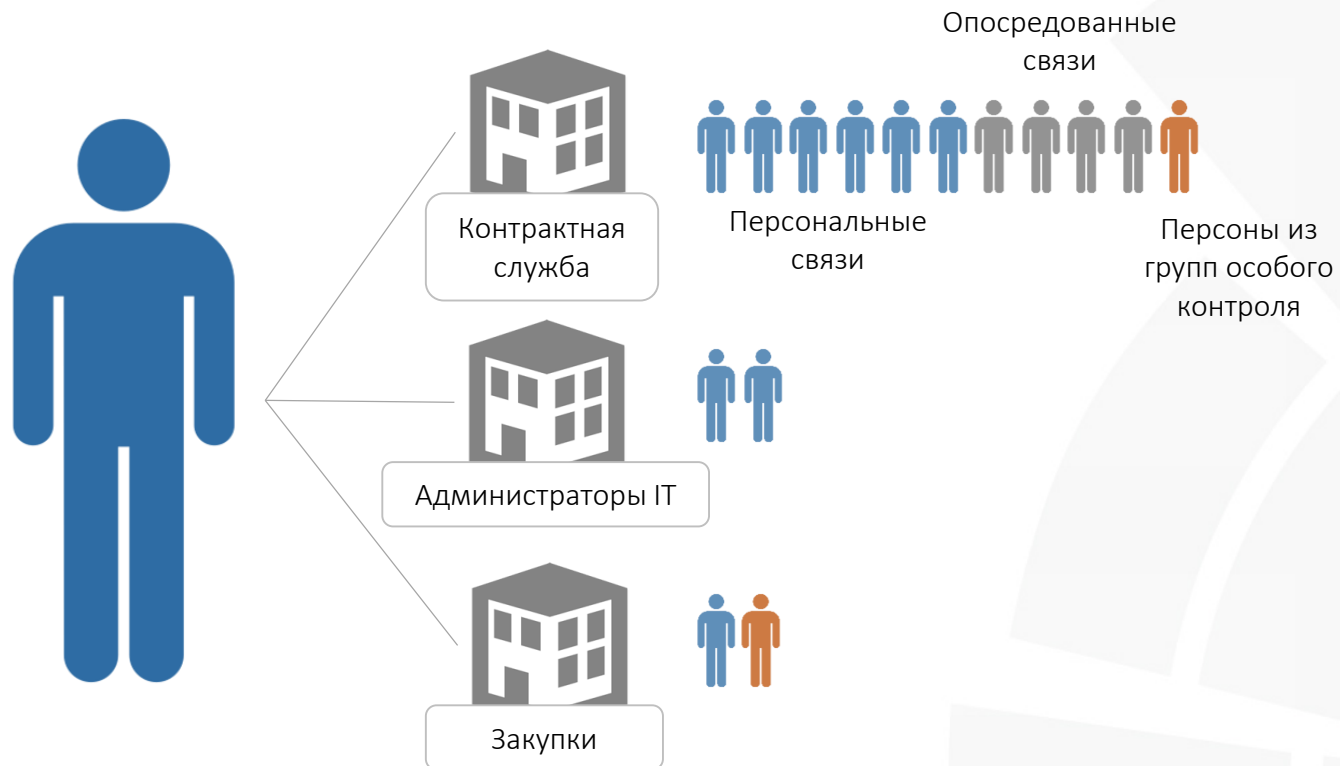 Опосредованные
связи
Контрактная
служба
Персональные
связи
Персоны из
групп особого
контроля
Администраторы IT
Закупки